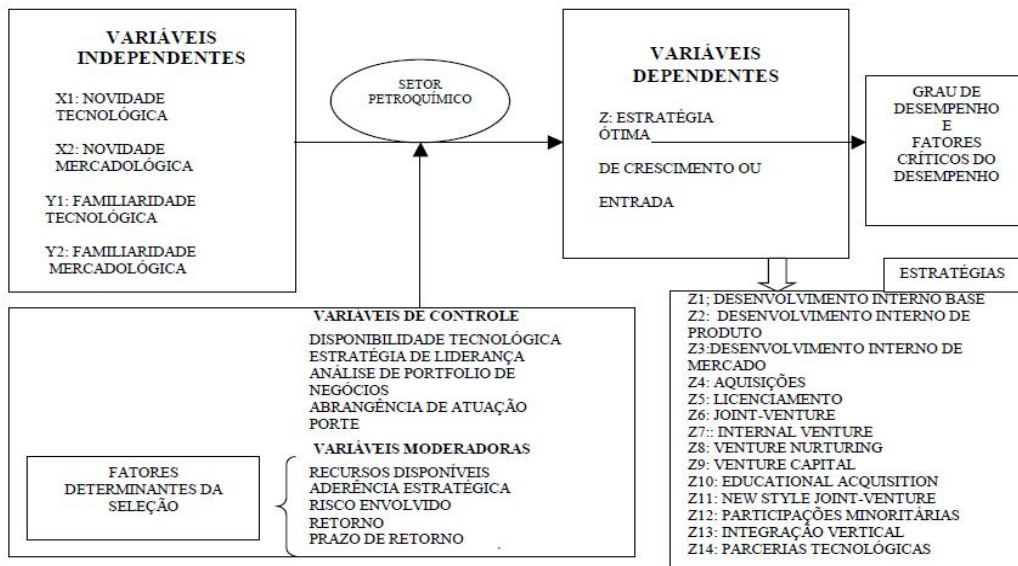 VARIÁVEIS
INDEPENDENTES
X1: NOVIDADE
TECNOLÓGICA
X2: NOVIDADE
MERCADOLÓGICA
Y1: FAMILIARIDADE
TECNOLÓGICA
Y2: FAMILIARIDADE
MERCADOLÓGICA
SETOR
PETROQUÍMICO
VARIÁVEIS
DEPENDENTES
Z: ESTRATÉGIA
ÓTIMA
DE CRESCIMENTO OU
ENTRADA
GRAU DE
DESEMPENHO
E
FATORES
CRÍTICOS DO
DESEMPENHO
ESTRATÉGIAS
Z1; DESENVOLVIMENTO INTERNO BASE
Z2: DESENVOLVIMENTO INTERNO DE
PRODUTO
Z3:DESENVOLVIMENTO INTERNO DE
MERCADO
Z4: AQUISIÇÕES
Z5: LICENCIAMENTO
Z6: JOINT-VENTURE
Z7:: INTERNAL VENTURE
Z8: VENTURE NURTURING
Z9: VENTURE CAPITAL
Z10: EDUCATIONAL ACQUISITION
Z11: NEW STYLE JOINT-VENTURE
Z12: PARTICIPAÇÕES MINORITÁRIAS
Z13: INTEGRAÇÃO VERTICAL
Z14: PARCERIAS TECNOLÓGICAS
VARIÁVEIS DE CONTROLE
DISPONIBILIDADE TECNOLÓGICA
ESTRATÉGIA DE LIDERANÇA
ANÁLISE DE PORTFOLIO DE
NEGÓCIOS
ABRANGÊNCIA DE ATUAÇÃO
PORTE
VARIÁVEIS MODERADORAS
RECURSOS DISPONÍVEIS
ADERÊNCIA ESTRATÉGICA
RISCO ENVOLVIDO
RETORNO
PRAZO DE RETORNO
FATORES
DETERMINANTES DA
SELEÇÃO